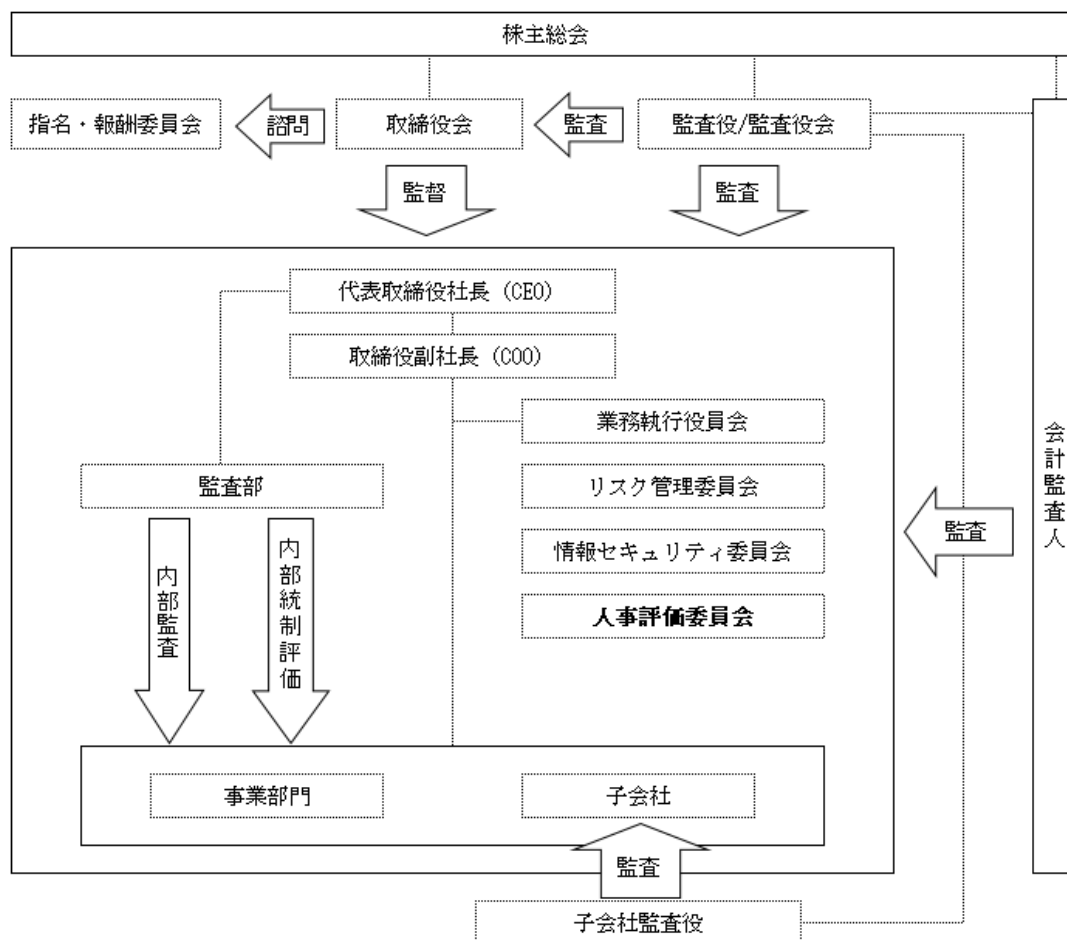 株主総会
指名・報酬委員会
諮問
取締役会
監査
監査役/監査役会
監督
監査
代表取締役社長 (CEO)
取締役副社長 (COO)
業務執行役員会
監査部
リスク管理委員会
情報セキュリティ委員会
人事評価委員会
内部監査
内部統制評価
監査
会計監査人
事業部門
子会社
監査
子会社監査役